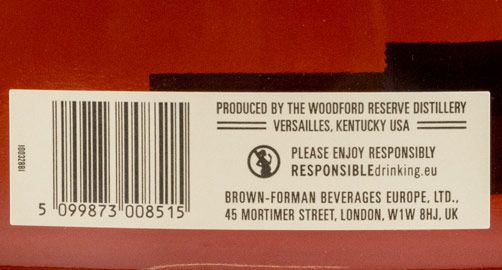 PRODUCED BY THE WOODFORD RESERVE DISTILLERY
VERSAILLES, KENTUCKY USA
PLEASE ENJOY RESPONSIBLY
RESPONSIBLEdrinking.eu
BROWN-FORMAN BEVERAGES EUROPE, LTD.,
45 MORTIMER STREET, LONDON, W1W 8HJ, UK
5 099873 008515